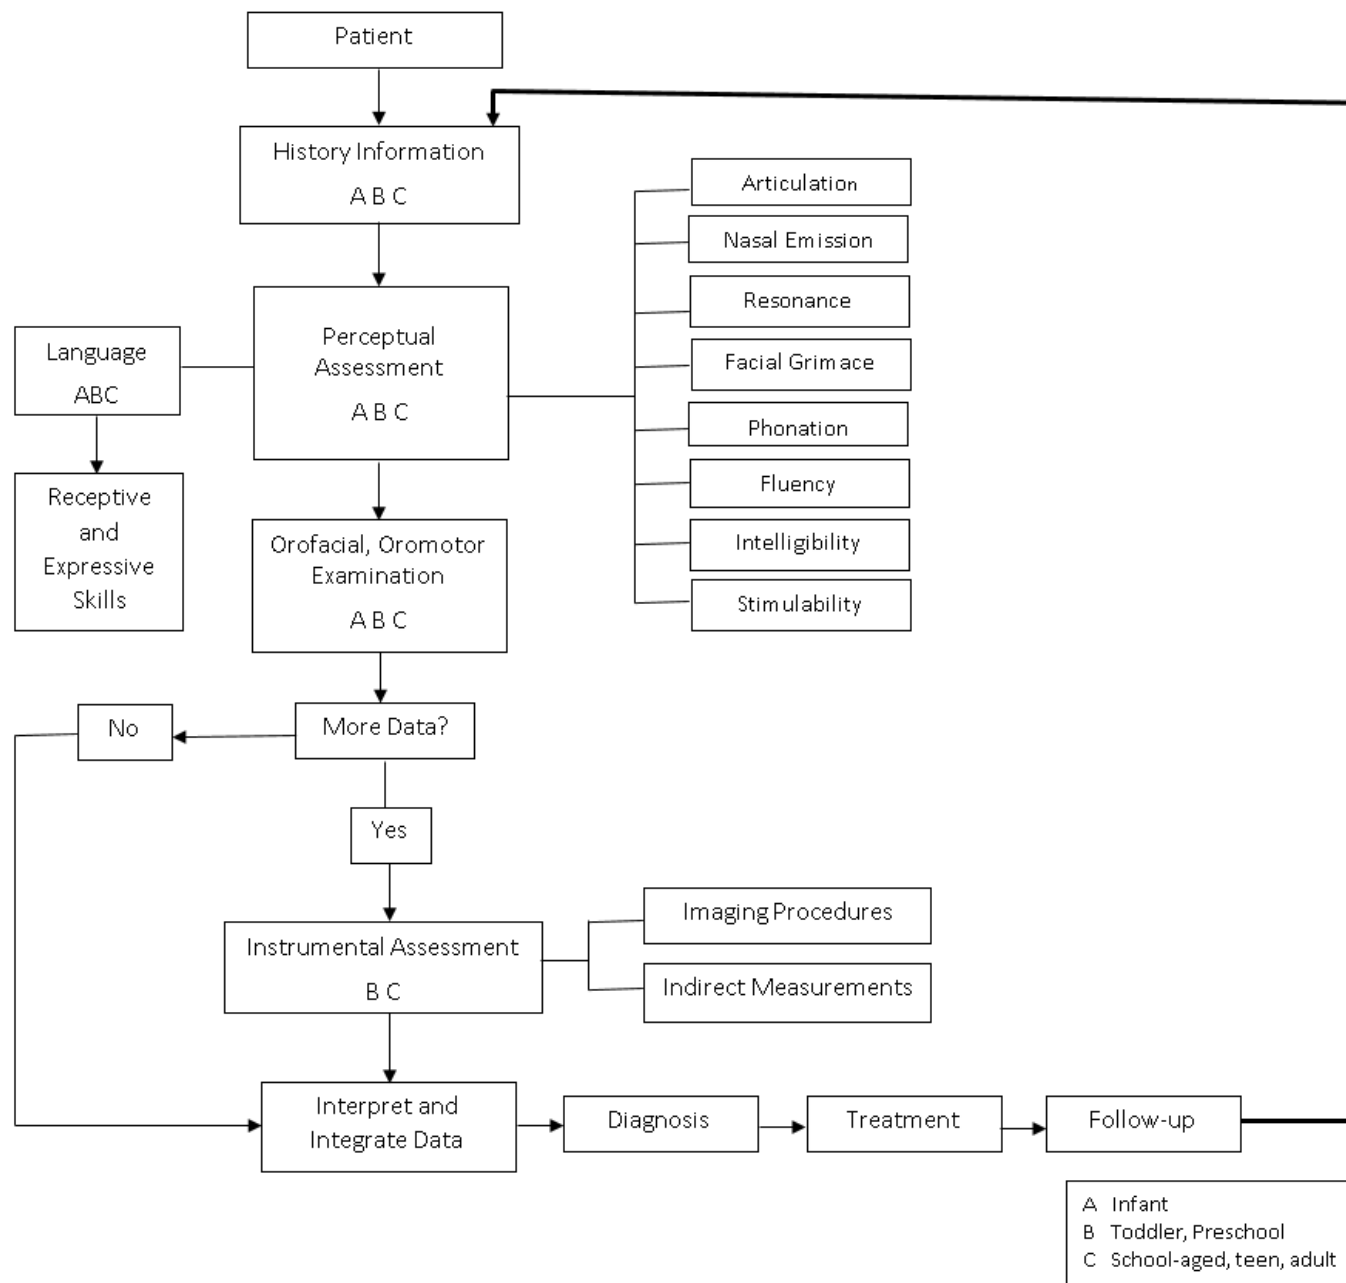 Patient
History Information
A B C
Articulation
Nasal Emission
Resonance
Facial Grimace
Phonation
Fluency
Intelligibility
Stimulability
Perceptual
Assessment
A B C
Language
ABC
Receptive
and
Expressive
Skills
Orofacial, Oromotor
Examination
A B C
More Data?
No
Yes
Instrumental Assessment
B C
Imaging Procedures
Indirect Measurements
Interpret and
Integrate Data
Diagnosis
Treatment
Follow-up
A Infant
B Toddler, Preschool
C School-aged, teen, adult